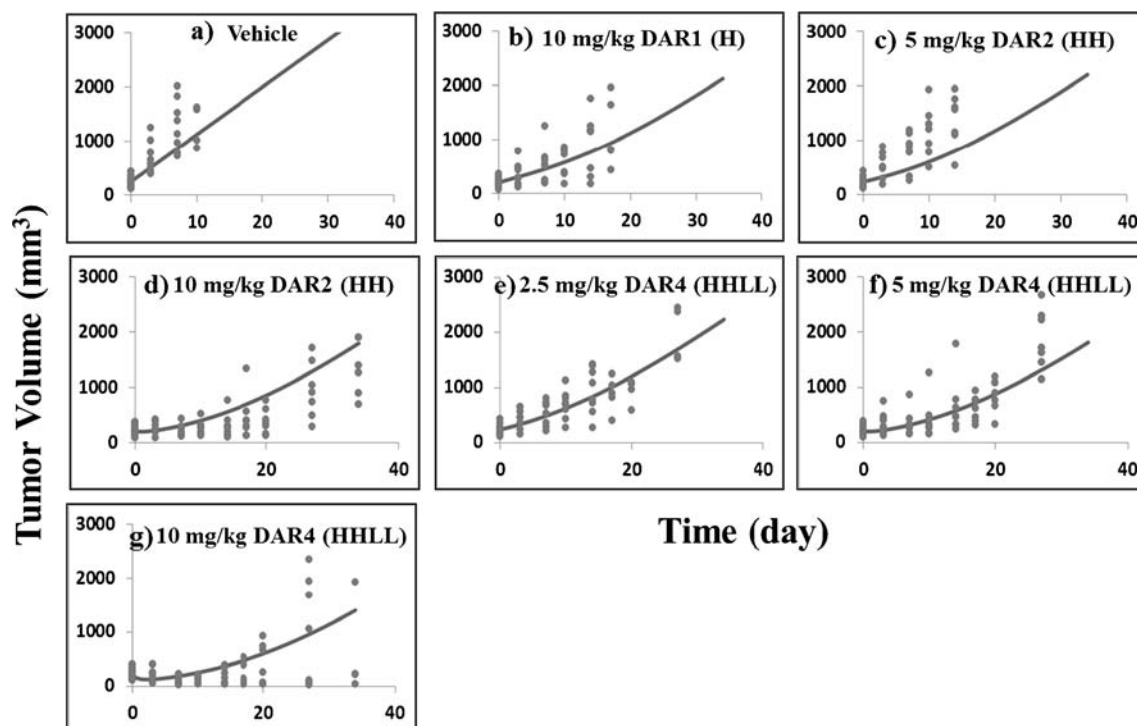 a) Vehicle
3000
2000
1000
0
0 10 20 30 40
b) 10 mg/kg DAR1 (H)
3000
2000
1000
0
0 10 20 30 40
c) 5 mg/kg DAR2 (HH)
3000
2000
1000
0
0 10 20 30 40
d) 10 mg/kg DAR2 (HH)
3000
2000
1000
0
0 20 40
e) 2.5 mg/kg DAR4 (HHLL)
3000
2000
1000
0
0 20 40
f) 5 mg/kg DAR4 (HHLL)
3000
2000
1000
0
0 20 40
g) 10 mg/kg DAR4 (HHLL)
3000
2000
1000
0
0 20 40
Tumor Volume (mm³)
Time (day)